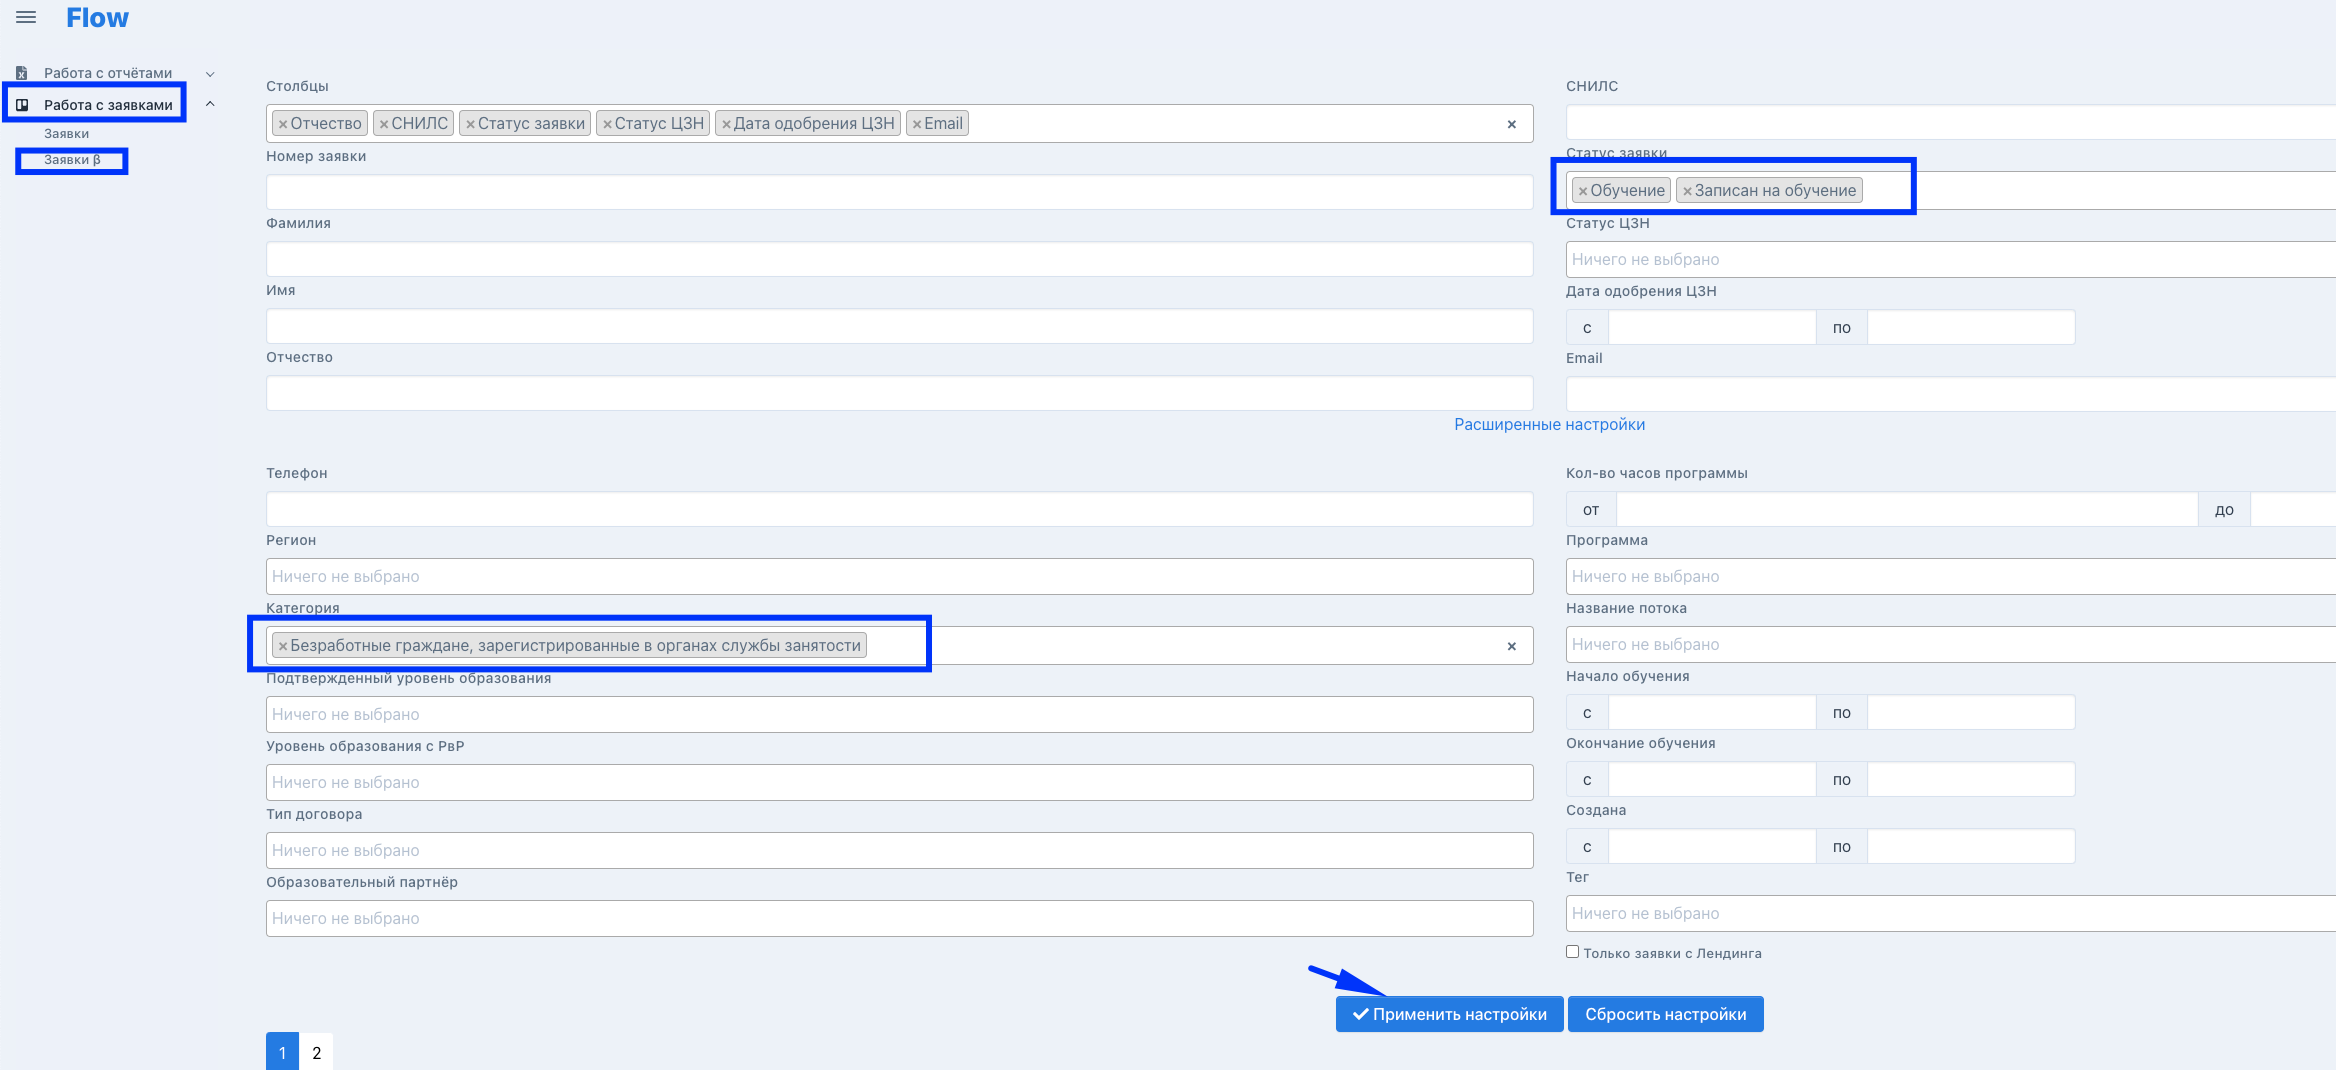 Flow
Работа с отчётами
Работа с заявками
Заявки
Заявки β
Столбцы
×Отчество ×СНИЛС ×Статус заявки ×Статус ЦЗН ×Дата одобрения ЦЗН ×Email ×
Номер заявки
Фамилия
Имя
Отчество
СНИЛС
Статус заявки
×Обучение ×Записан на обучение
Статус ЦЗН
Ничего не выбрано
Дата одобрения ЦЗН
с по
Email
Расширенные настройки
Телефон
Регион
Ничего не выбрано
Категория
×Безработные граждане, зарегистрированные в органах службы занятости ×
Подтвержденный уровень образования
Ничего не выбрано
Уровень образования с РвР
Ничего не выбрано
Тип договора
Ничего не выбрано
Образовательный партнёр
Ничего не выбрано
Кол-во часов программы
от до
Программа
Ничего не выбрано
Название потока
Ничего не выбрано
Начало обучения
с по
Окончание обучения
с по
Создана
с по
Тег
Ничего не выбрано
Только заявки с Лендинга
Применить настройки Сбросить настройки
1 2